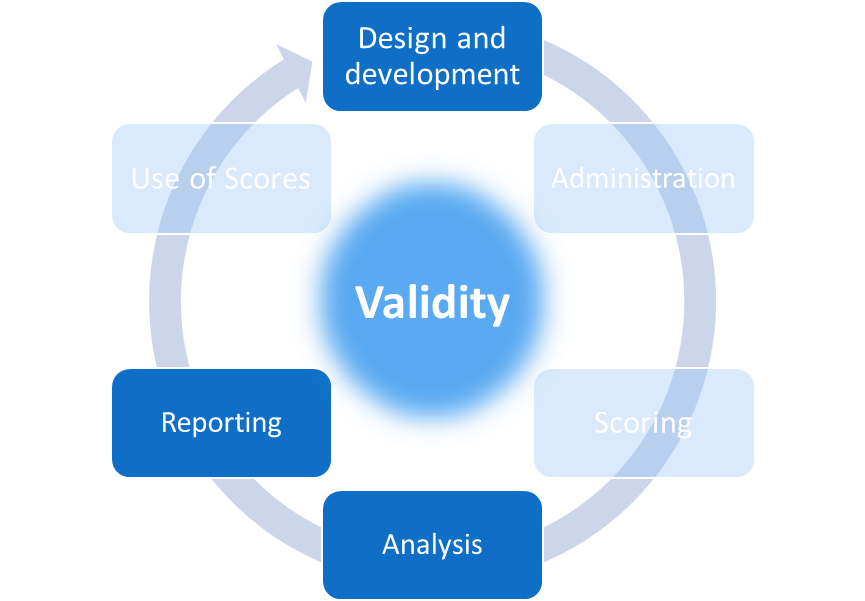 Design and
development
Use of Scores
Administration
Validity
Reporting
Scoring
Analysis